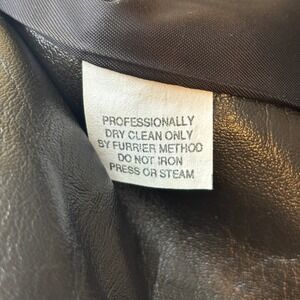 PROFESSIONALLY
DRY CLEAN ONLY
BY FURRIER METHOD
DO NOT IRON
PRESS OR STEAM